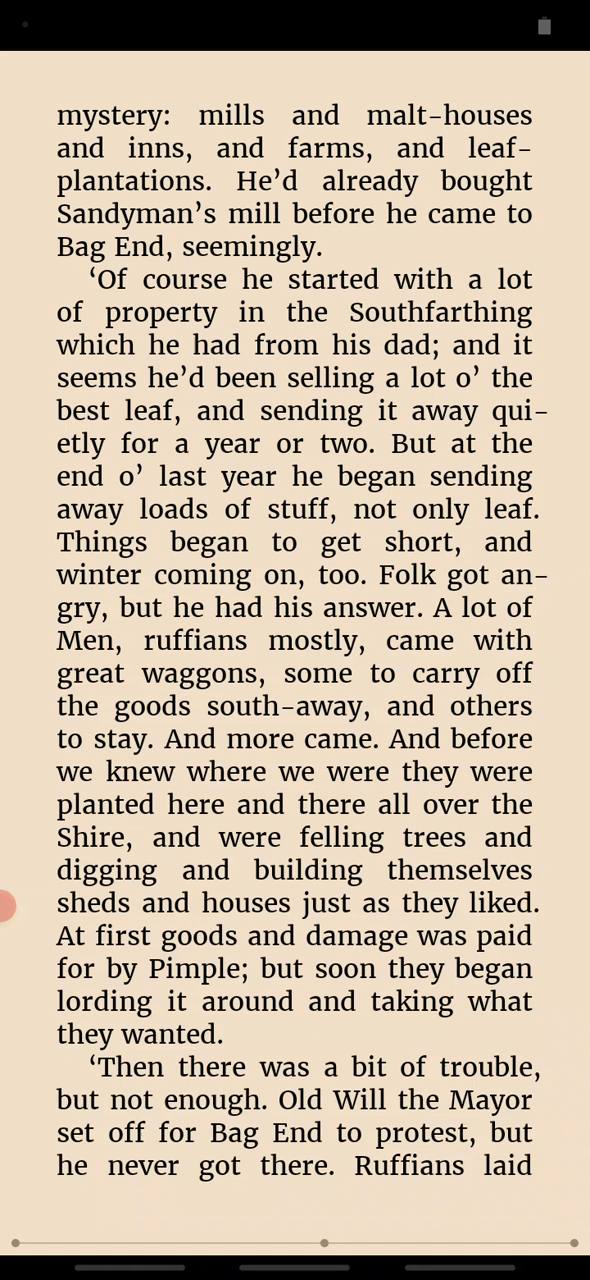 mystery: mills and malt-houses
and inns, and farms, and leaf-
plantations. He’d already bought
Sandyman’s mill before he came to
Bag End, seemingly.
‘Of course he started with a lot
of property in the Southfarthing
which he had from his dad; and it
seems he’d been selling a lot o’ the
best leaf, and sending it away qui-
etly for a year or two. But at the
end o’ last year he began sending
away loads of stuff, not only leaf.
Things began to get short, and
winter coming on, too. Folk got an-
gry, but he had his answer. A lot of
Men, ruffians mostly, came with
great waggons, some to carry off
the goods south-away, and others
to stay. And more came. And before
we knew where we were they were
planted here and there all over the
Shire, and were felling trees and
digging and building themselves
sheds and houses just as they liked.
At first goods and damage was paid
for by Pimple; but soon they began
lording it around and taking what
they wanted.
‘Then there was a bit of trouble,
but not enough. Old Will the Mayor
set off for Bag End to protest, but
he never got there. Ruffians laid